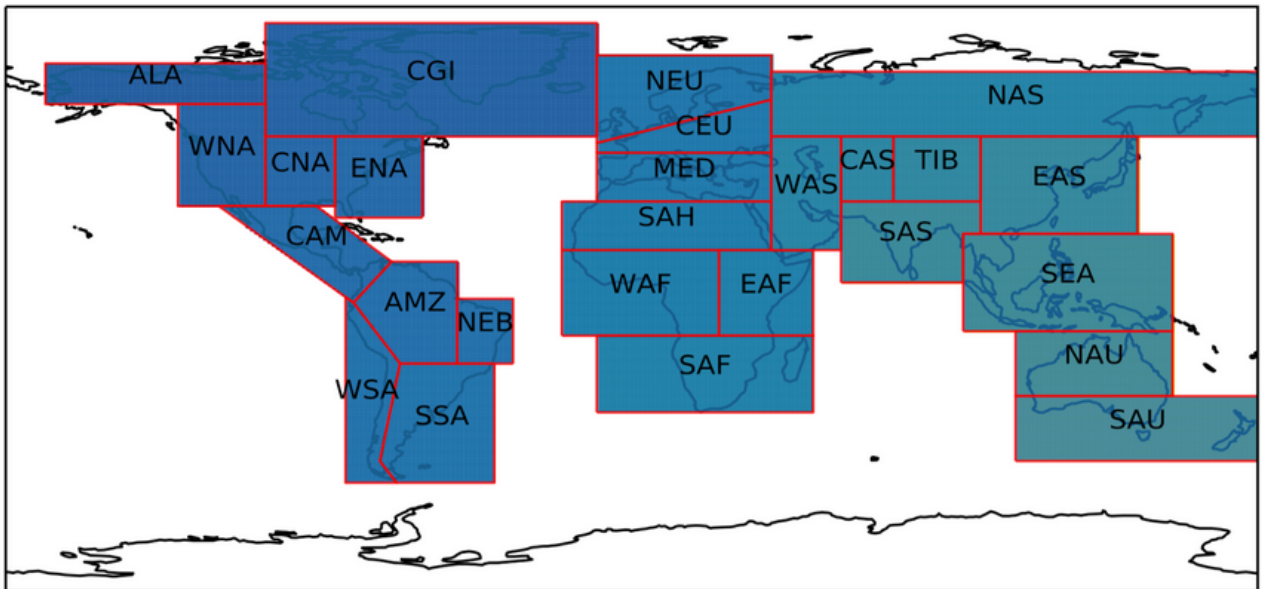 ALA
CGI
NEU
NAS
CEU
WNA
CNA
ENA
MED
WAS
CAS
TIB
EAS
SAH
CAM
SAS
WAF
EAF
SEA
AMZ
NEB
NAU
WSA
SSA
SAF
SAU